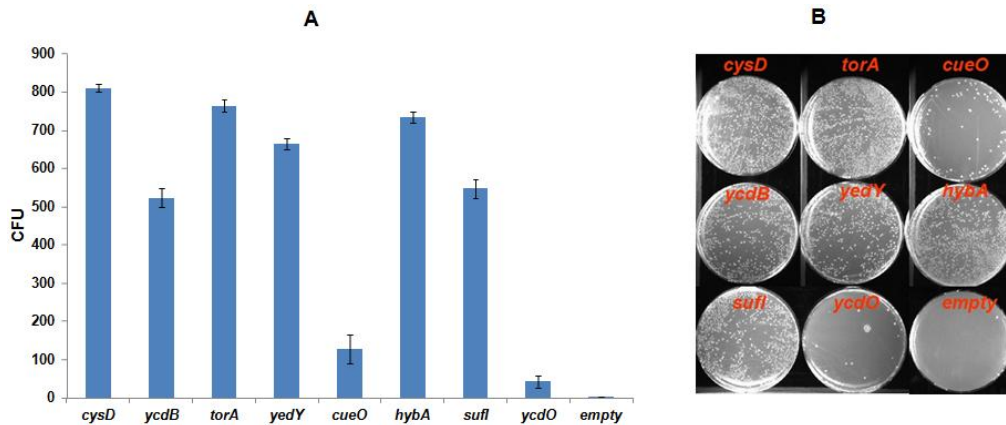 A
900
800
700
600
500
400
300
200
100
0
CFU
cysD ycdB torA yedY cueO hybA sufI ycdO empty
B
cysD torA cueO
ycdB yedY hybA
sufI ycdO empty